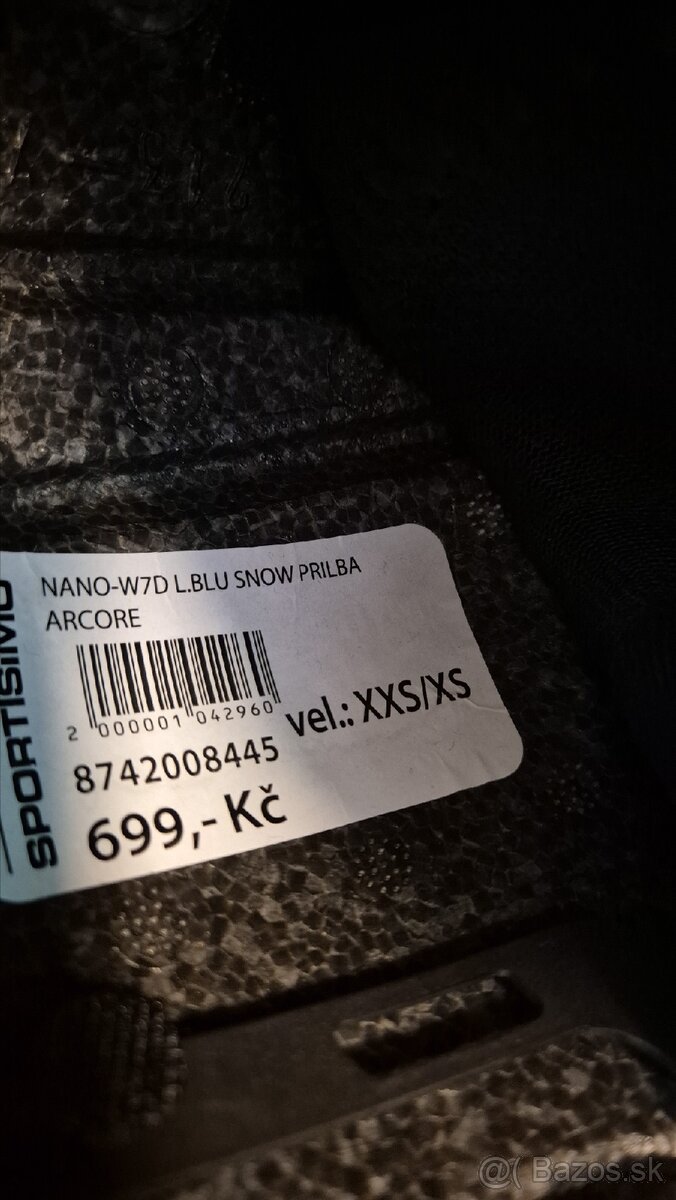 NANO-W7D L.BLU SNOW PRILBA
ARCORE
2 000001 042960
vel.: XXS/XS
8742008445
699,- Kč
SPORTISIMO
@( Bazos.sk